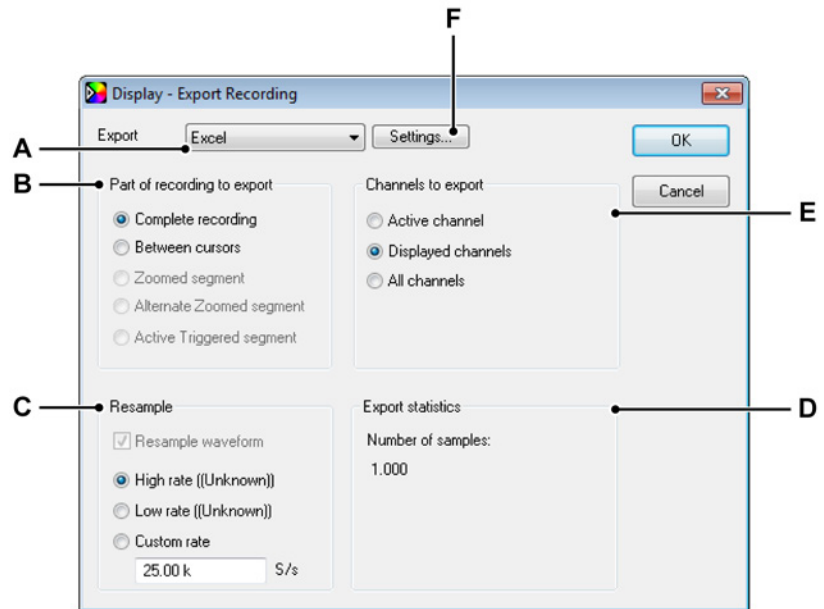 F
Display - Export Recording
Export Excel Settings... OK
A
B Part of recording to export Channels to export Cancel
Complete recording Active channel E
Between cursors Displayed channels
Zoomed segment All channels
Alternate Zoomed segment
Active Triggered segment
C Resample Export statistics D
Resample waveform Number of samples:
High rate ((Unknown)) 1.000
Low rate ((Unknown))
Custom rate
25.00 k S/s